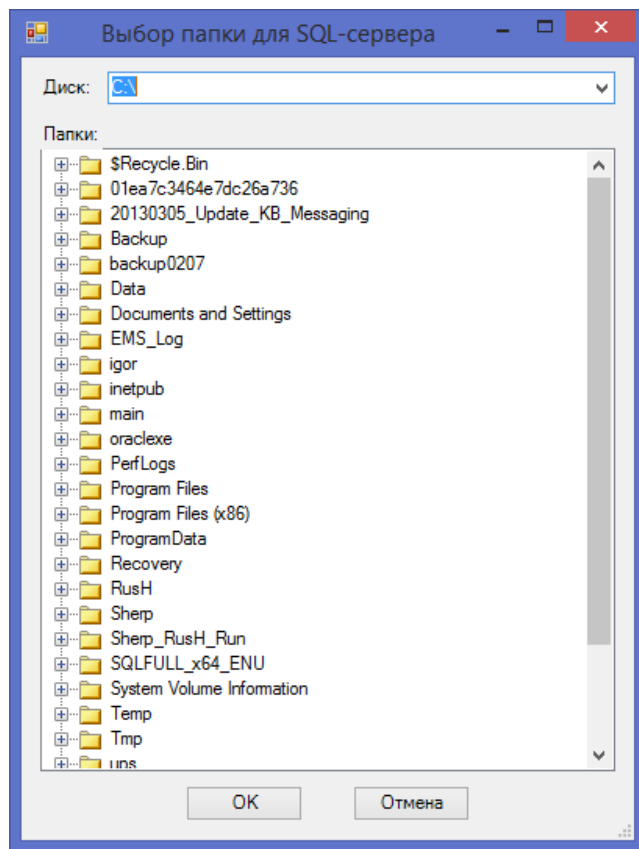 Выбор папки для SQL-сервера
Диск: C:\
Папки:
$Recycle.Bin
01ea7c3464e7dc26a736
20130305_Update_KB_Messaging
Backup
backup0207
Data
Documents and Settings
EMS_Log
igor
inetpub
main
oraclexe
PerfLogs
Program Files
Program Files (x86)
ProgramData
Recovery
RusH
Sherp
Sherp_RusH_Run
SQLFULL_x64_ENU
System Volume Information
Temp
Tmp
ups
OK Отмена